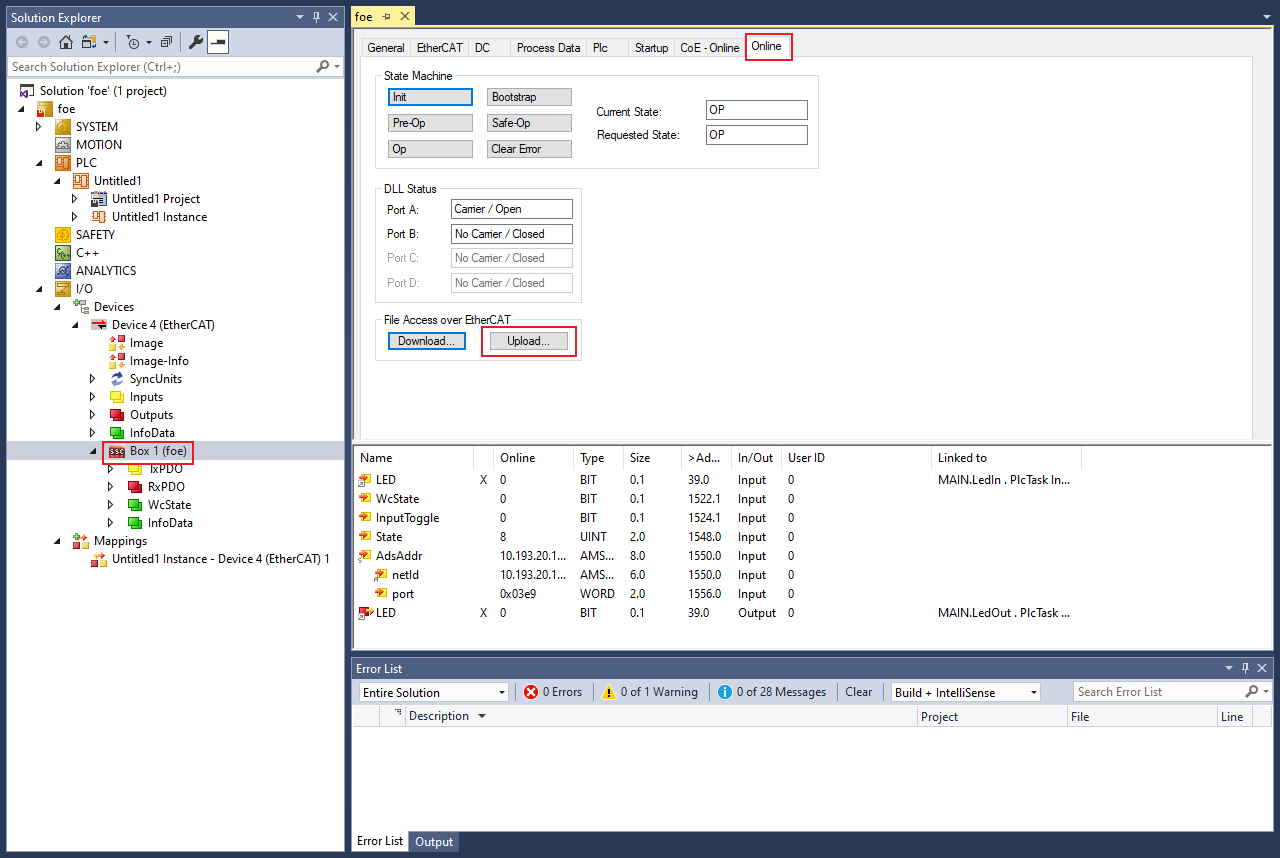 Solution Explorer
Search Solution Explorer (Ctrl+;)
Solution 'foe' (1 project)
foe
SYSTEM
MOTION
PLC
Untitled1
Untitled1 Project
Untitled1 Instance
SAFETY
C++
ANALYTICS
I/O
Devices
Device 4 (EtherCAT)
Image
Image-Info
SyncUnits
Inputs
Outputs
InfoData
Box 1 (foe)
TxPDO
RxPDO
WcState
InfoData
Mappings
Untitled1 Instance - Device 4 (EtherCAT) 1
foe
General EtherCAT DC Process Data Plc Startup CoE - Online Online
State Machine
Init Bootstrap
Pre-Op Safe-Op
Op Clear Error
Current State: OP
Requested State: OP
DLL Status
Port A: Carrier / Open
Port B: No Carrier / Closed
Port C: No Carrier / Closed
Port D: No Carrier / Closed
File Access over EtherCAT
Download... Upload...
Name Online Type Size >Ad... In/Out User ID Linked to
LED X 0 BIT 0.1 39.0 Input 0 MAIN.LedIn . PlcTask In...
WcState 0 BIT 0.1 1522.1 Input 0
InputToggle 0 BIT 0.1 1524.1 Input 0
State 8 UINT 2.0 1548.0 Input 0
AdsAddr 10.193.20.1... AMS... 8.0 1550.0 Input 0
netId 10.193.20.1... AMS... 6.0 1550.0 Input 0
port 0x03e9 WORD 2.0 1556.0 Input 0
LED X 0 BIT 0.1 39.0 Output 0 MAIN.LedOut . PlcTask ...
Error List
Entire Solution 0 Errors 0 of 1 Warning 0 of 28 Messages Clear Build + IntelliSense Search Error List
Description Project File Line
Error List Output